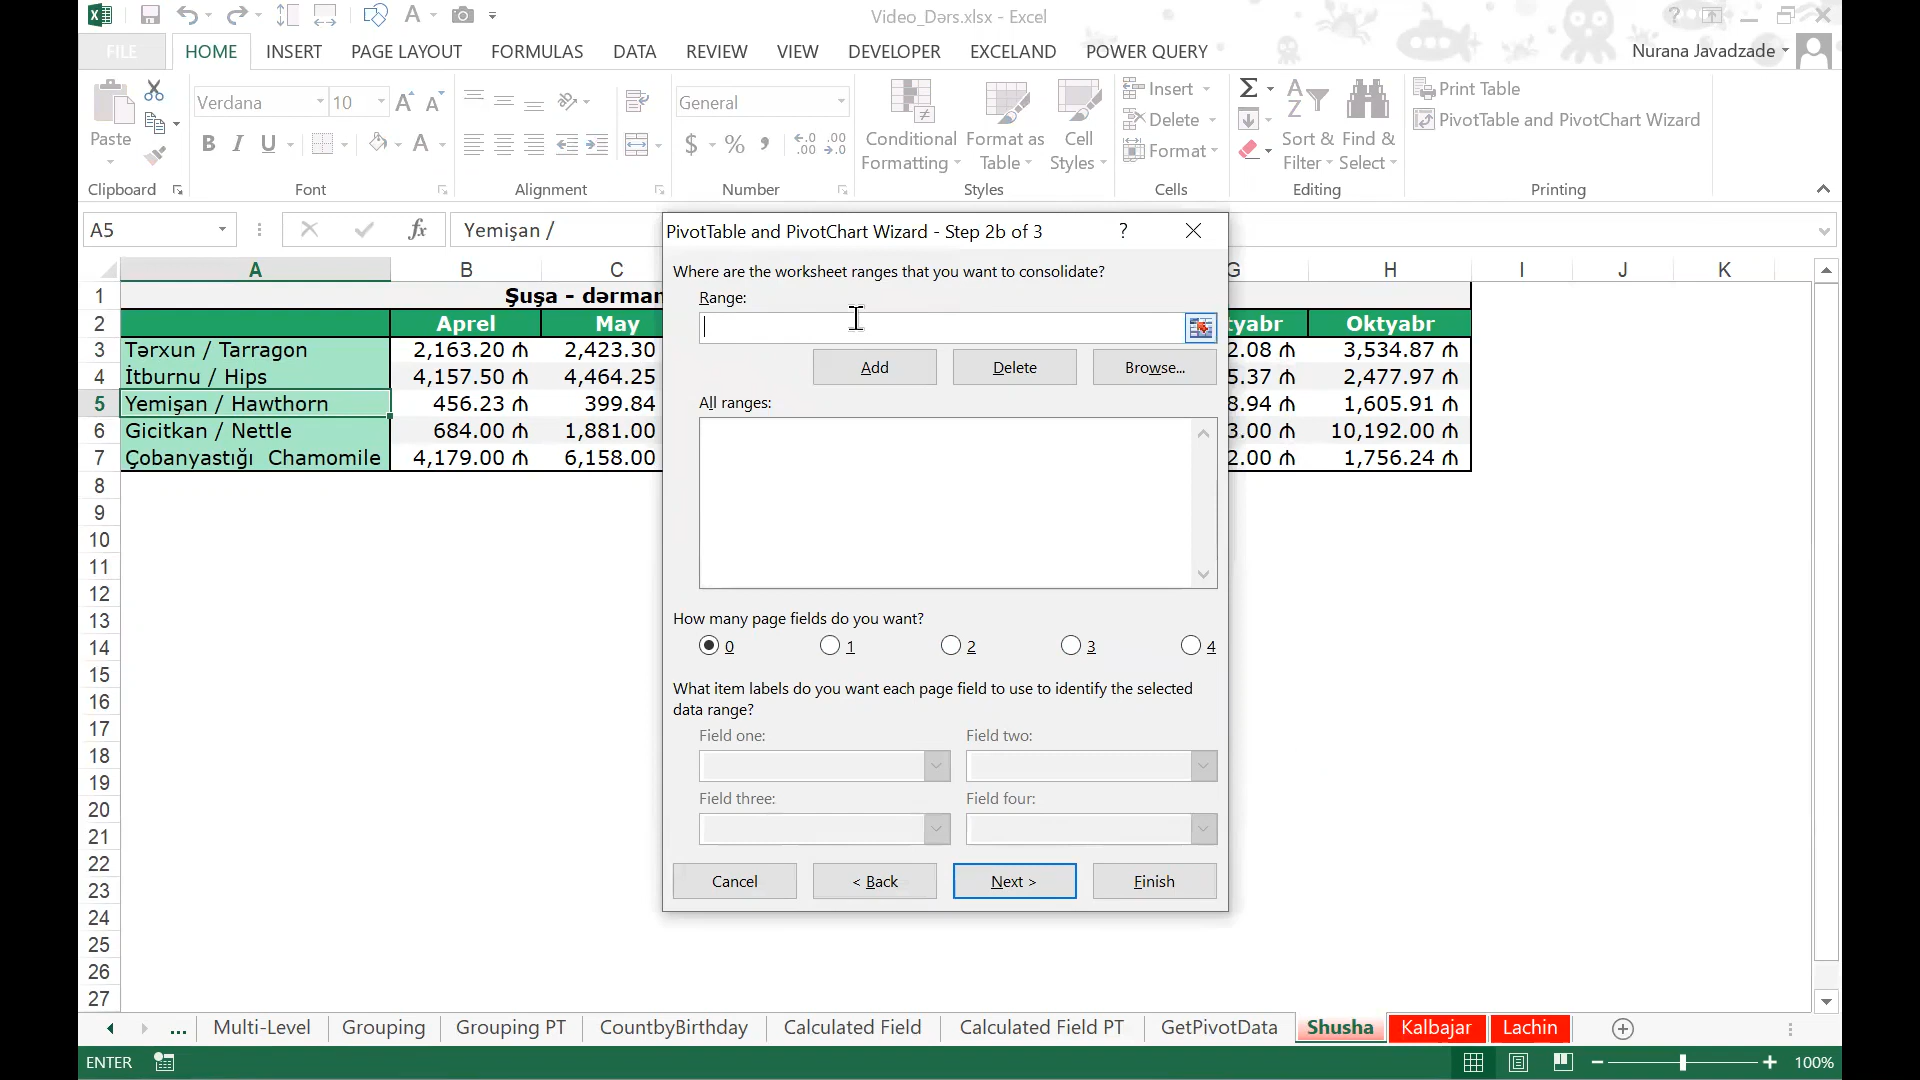 Video_Dərs.xlsx - Excel
FILE HOME INSERT PAGE LAYOUT FORMULAS DATA REVIEW VIEW DEVELOPER EXCELAND POWER QUERY Nurana Javadzade
Paste
Clipboard
Verdana 10
B I U
Font
Alignment
General
$ % ,
Number
Conditional Formatting
Format as Table
Cell Styles
Styles
Insert
Delete
Format
Cells
Sort & Filter
Find & Select
Editing
Print Table
PivotTable and PivotChart Wizard
Printing
A5 fx Yemişan /
A B C G H I J K
1 Şuşa - dərman
2 Aprel May tyabr Oktyabr
3 Tərxun / Tarragon 2,163.20 ₼ 2,423.30 2.08 ₼ 3,534.87 ₼
4 İtburnu / Hips 4,157.50 ₼ 4,464.25 5.37 ₼ 2,477.97 ₼
5 Yemişan / Hawthorn 456.23 ₼ 399.84 8.94 ₼ 1,605.91 ₼
6 Gicitkan / Nettle 684.00 ₼ 1,881.00 3.00 ₼ 10,192.00 ₼
7 Çobanyastığı Chamomile 4,179.00 ₼ 6,158.00 2.00 ₼ 1,756.24 ₼
8
9
10
11
12
13
14
15
16
17
18
19
20
21
22
23
24
25
26
27
PivotTable and PivotChart Wizard - Step 2b of 3 ?
Where are the worksheet ranges that you want to consolidate?
Range:
Add Delete Browse...
All ranges:
How many page fields do you want?
0 1 2 3 4
What item labels do you want each page field to use to identify the selected
data range?
Field one: Field two:
Field three: Field four:
Cancel < Back Next > Finish
... Multi-Level Grouping Grouping PT CountbyBirthday Calculated Field Calculated Field PT GetPivotData Shusha Kalbajar Lachin
ENTER 100%